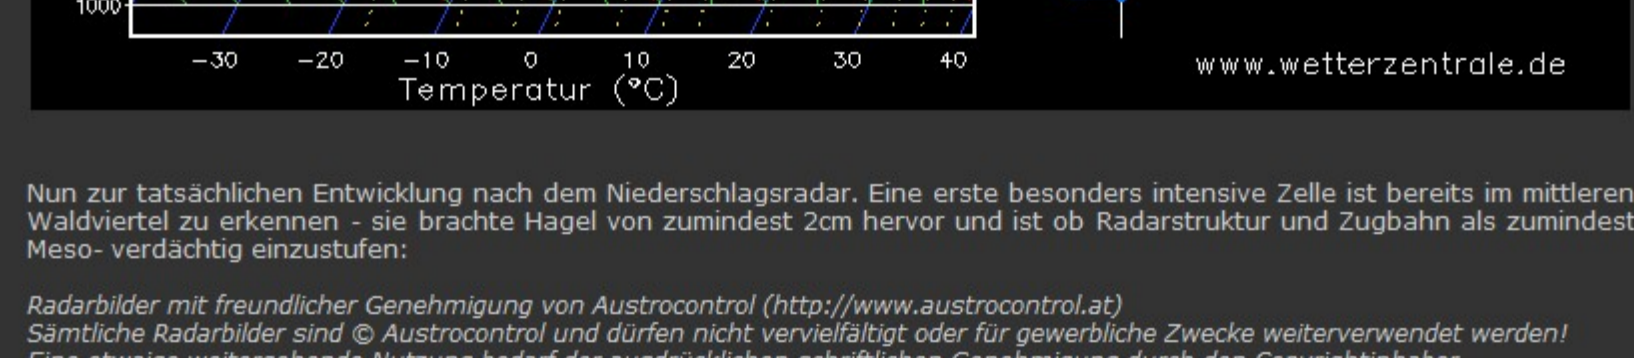 1000
−30 −20 −10 0 10 20 30 40
Temperatur (°C)
www.wetterzentrale.de
Nun zur tatsächlichen Entwicklung nach dem Niederschlagsradar. Eine erste besonders intensive Zelle ist bereits im mittleren
Waldviertel zu erkennen - sie brachte Hagel von zumindest 2cm hervor und ist ob Radarstruktur und Zugbahn als zumindest
Meso- verdächtig einzustufen:
Radarbilder mit freundlicher Genehmigung von Austrocontrol (http://www.austrocontrol.at)
Sämtliche Radarbilder sind © Austrocontrol und dürfen nicht vervielfältigt oder für gewerbliche Zwecke weiterverwendet werden!